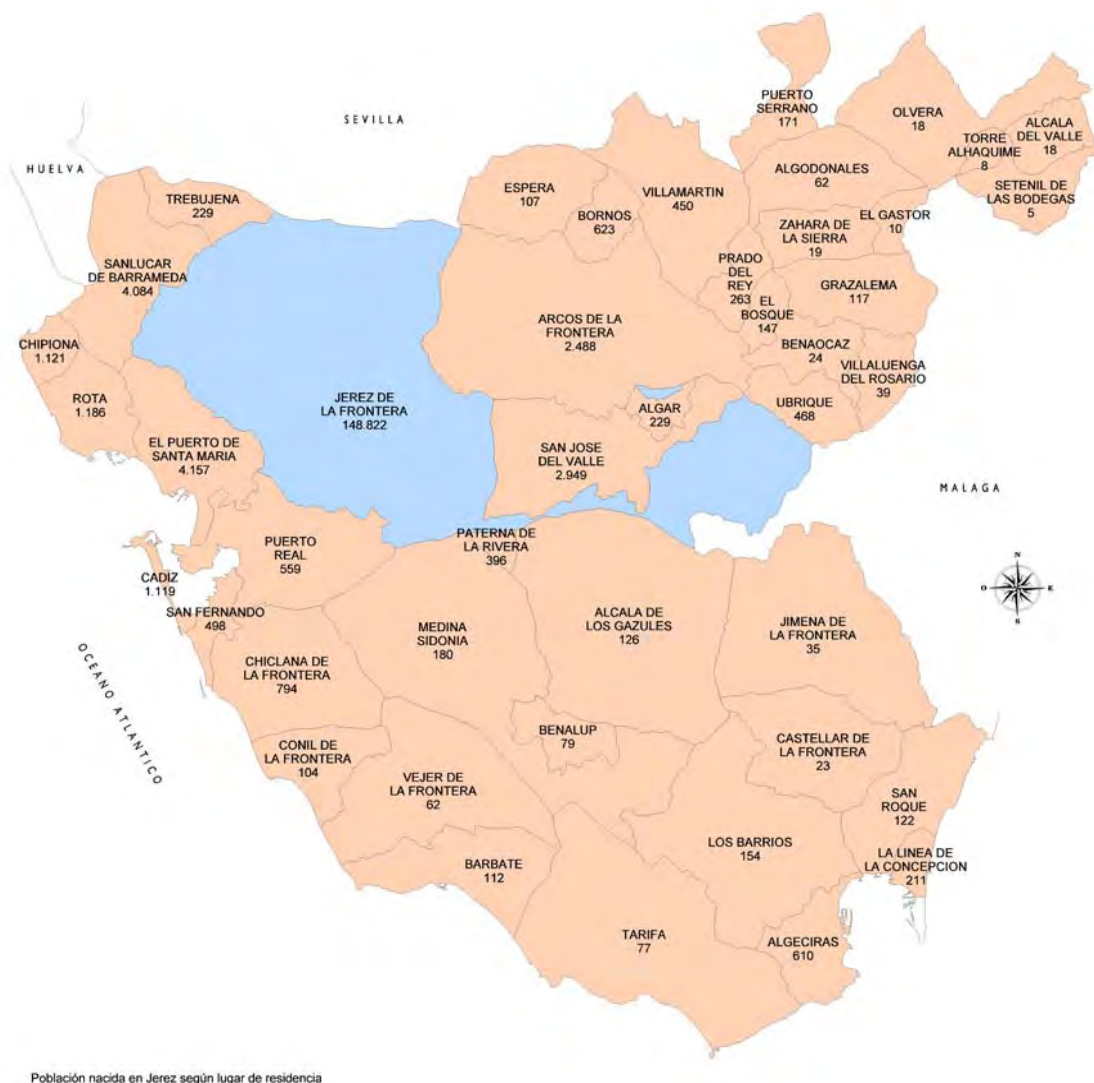 SEVILLA
HUELVA
PUERTO
SERRANO
171
OLVERA
18
TORRE
ALHAQUIME
8
ALCALA
DEL VALLE
18
SETENIL DE
LAS BODEGAS
5
TREBUJENA
229
ESPERA
107
BORNOS
623
VILLAMARTIN
450
ALGODONALES
62
EL GASTOR
10
ZAHARA DE
LA SIERRA
19
SANLUCAR
DE BARRAMEDA
4.084
PRADO
DEL
REY
263
EL
BOSQUE
147
GRAZALEMA
117
ARCOS DE LA
FRONTERA
2.488
BENAOCAZ
24
VILLALUENGA
DEL ROSARIO
39
CHIPIONA
1.121
ROTA
1.186
JEREZ DE
LA FRONTERA
148.822
ALGAR
229
UBRIQUE
468
EL PUERTO DE
SANTA MARIA
4.157
SAN JOSE
DEL VALLE
2.949
MALAGA
PUERTO
REAL
559
PATERNA DE
LA RIVERA
396
CADIZ
1.119
SAN FERNANDO
498
N
O
E
S
MEDINA
SIDONIA
180
ALCALA DE
LOS GAZULES
126
JIMENA DE
LA FRONTERA
35
CHICLANA DE
LA FRONTERA
794
OCEANO ATLANTICO
CONIL DE
LA FRONTERA
104
BENALUP
79
CASTELLAR DE
LA FRONTERA
23
VEJER DE
LA FRONTERA
62
SAN
ROQUE
122
LOS BARRIOS
154
LA LINEA DE
LA CONCEPCION
211
BARBATE
112
TARIFA
77
ALGECIRAS
610
Población nacida en Jerez según lugar de residencia